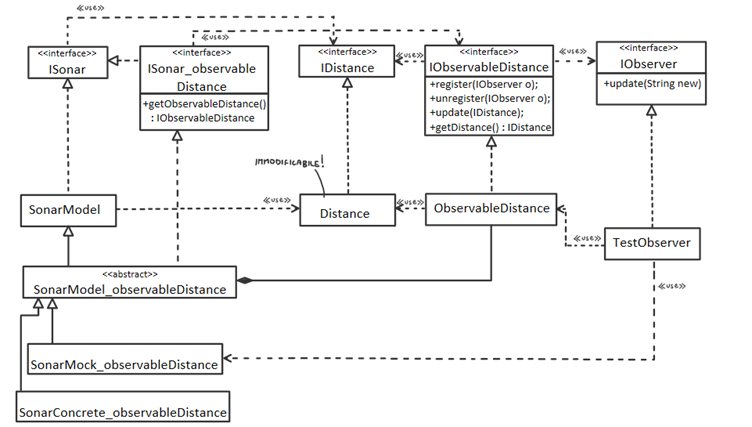 «use»
«use»
<<interface>>
ISonar
<<interface>>
ISonar_observable
Distance
+getObservableDistance()
: IObservableDistance
<<interface>>
IDistance
«use»
<<interface>>
IObservableDistance
+register(IObserver o);
+unregister(IObserver o);
+update(IDistance);
+getDistance() : IDistance
«use»
<<interface>>
IObserver
+update(String new)
IMMODIFICABILE!
SonarModel
«use»
Distance
«use»
ObservableDistance
«use»
TestObserver
<<abstract>>
SonarModel_observableDistance
«use»
SonarMock_observableDistance
SonarConcrete_observableDistance